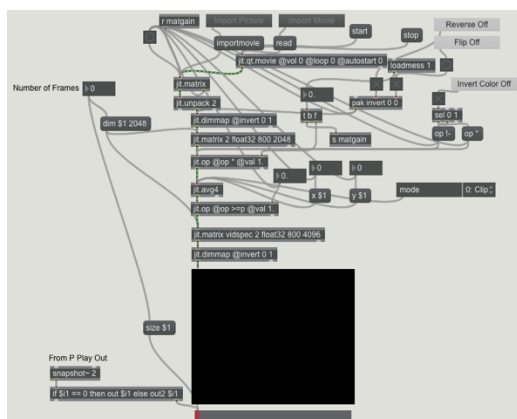 r matgain
Import Picture
Import Movie
start
Reverse Off
stop
importmovie
read
Flip Off
jit.qt.movie @vol 0 @loop 0 @autostart 0
loadmess 1
jit.matrix
Invert Color Off
Number of Frames
0
0.
jit.unpack 2
pak invert 0 0
jit.dimmap @invert 0 1
t b f
sel 0 1
dim $1 2048
jit.matrix 2 float32 800 2048
s matgain
op !-
op *
jit.op @op * @val 1.
0.
0
0
jit.avg4
x $1
y $1
mode
0: Clip
jit.op @op >=p @val 1.
jit.matrix vidspec 2 float32 800 4096
jit.dimmap @invert 0 1
size $1
From P Play Out
snapshot~ 2
if $i1 == 0 then out $i1 else out2 $i1